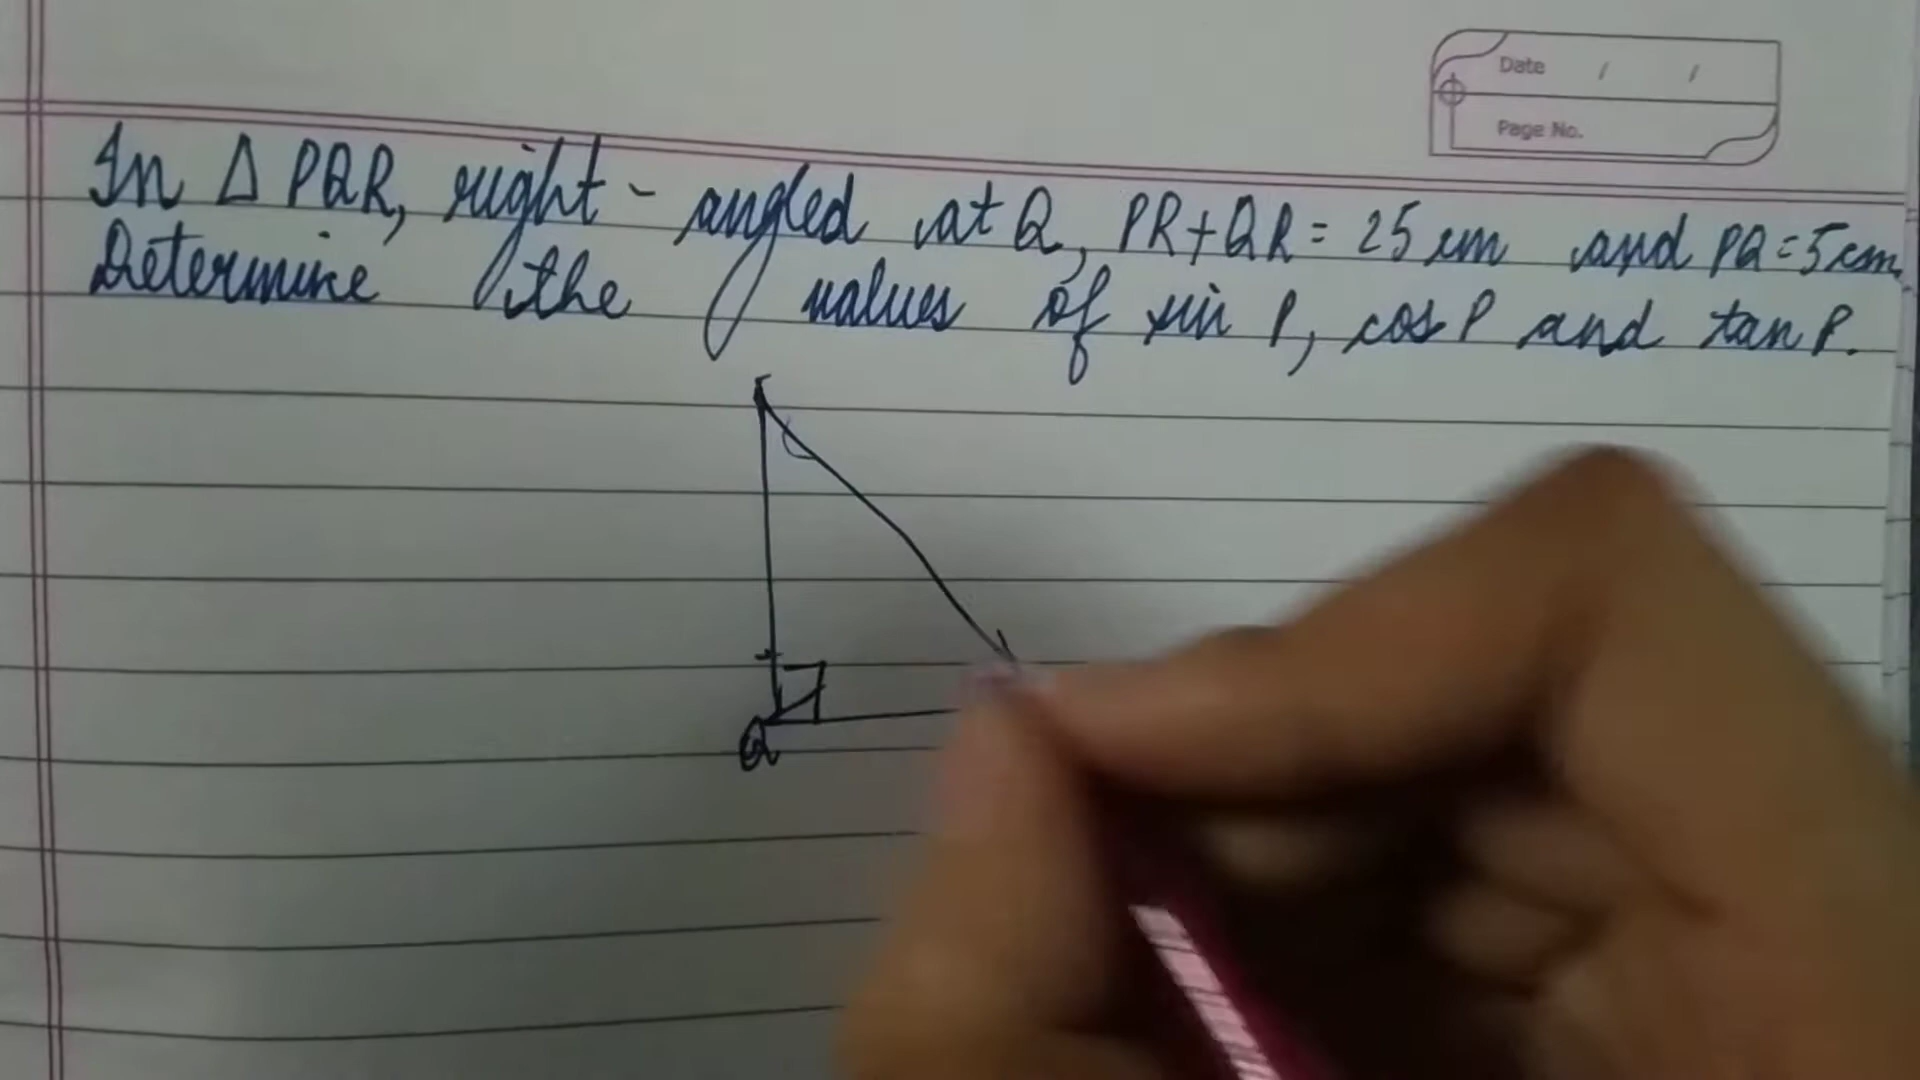 Date / /
Page No.
In Δ PQR, right-angled at Q, PR+QR = 25 cm and PQ = 5 cm.
Determine the values of sin P, cos P and tan P.
Q